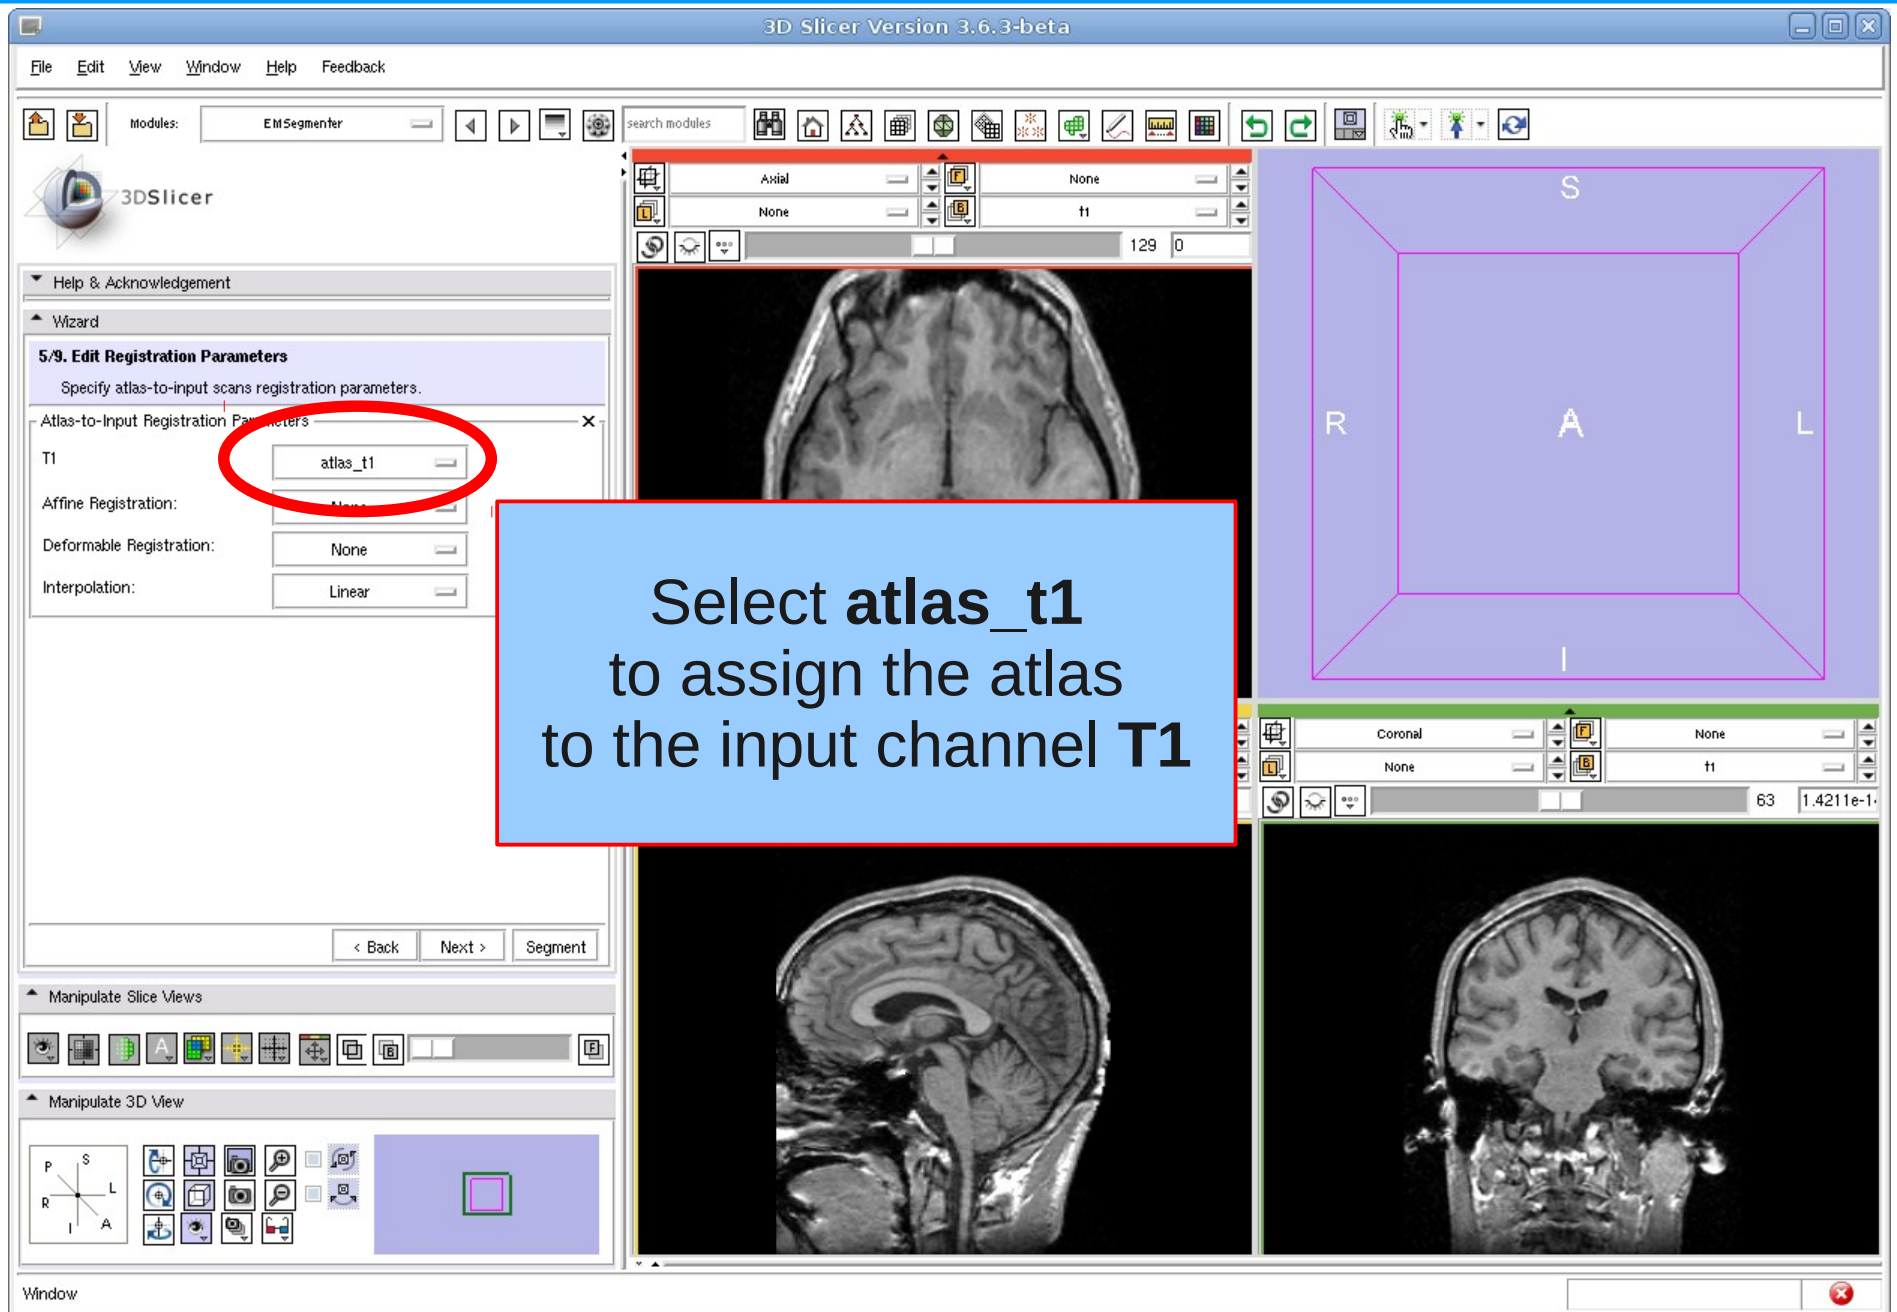 3D Slicer Version 3.6.3-beta
File Edit View Window Help Feedback
Modules: EMSegmenter search modules
3DSlicer
Help & Acknowledgement
Wizard
5/9. Edit Registration Parameters
Specify atlas-to-input scans registration parameters.
Atlas-to-Input Registration Parameters X
T1 atlas_t1
Affine Registration: None
Deformable Registration: None
Interpolation: Linear
< Back Next > Segment
Manipulate Slice Views
A B F
Manipulate 3D View
P S
R L
I A
Axial F None
L None B t1
129 0
S
R A L
I
Select atlas_t1
to assign the atlas
to the input channel T1
Coronal F None
L None B t1
63 1.4211e-1
Window